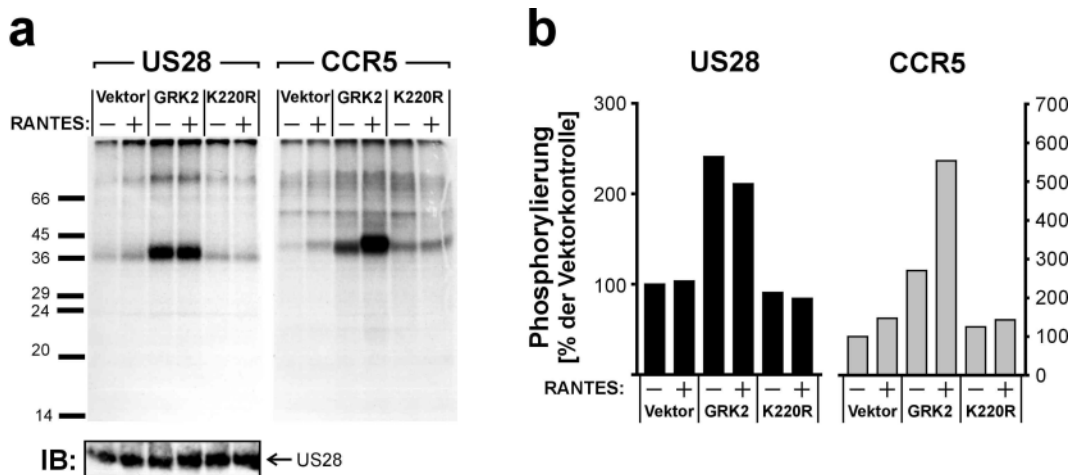 a
US28 CCR5
Vektor GRK2 K220R Vektor GRK2 K220R
RANTES: − + − + − + − + − + − +
66
45
36
29
24
20
14
IB: ← US28
b
US28 CCR5
Phosphorylierung
[% der Vektorkontrolle]
300
200
100
700
600
500
400
300
200
100
0
RANTES: − + − + − + − + − + − +
Vektor GRK2 K220R Vektor GRK2 K220R